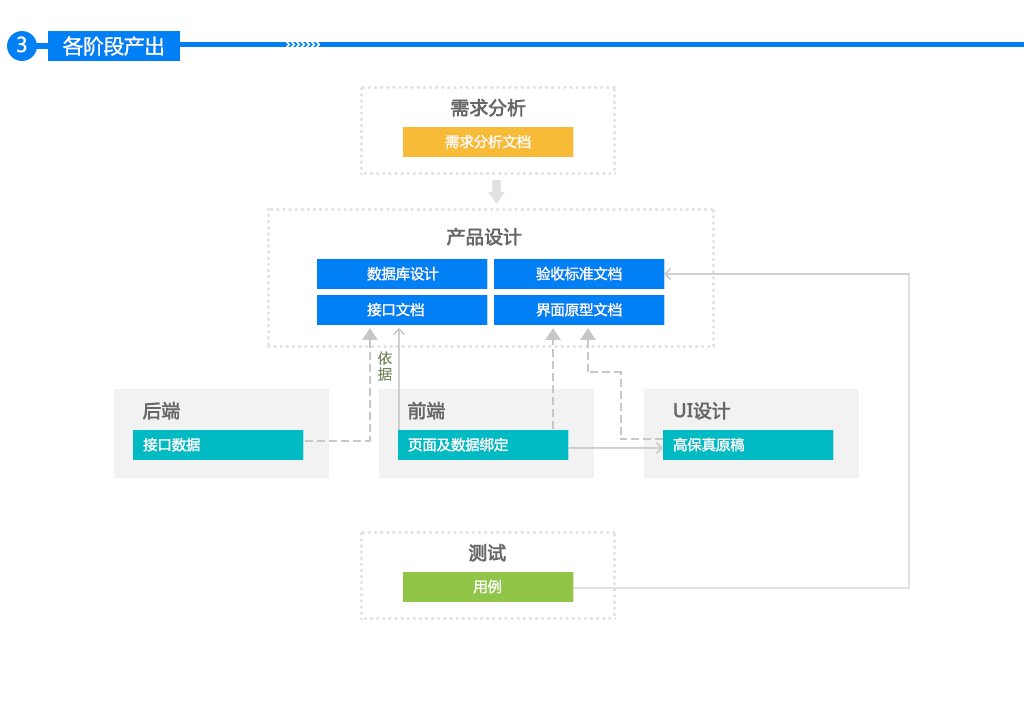 3
各阶段产出
需求分析
需求分析文档
产品设计
数据库设计
验收标准文档
接口文档
界面原型文档
依
据
后端
前端
UI设计
接口数据
页面及数据绑定
高保真原稿
测试
用例